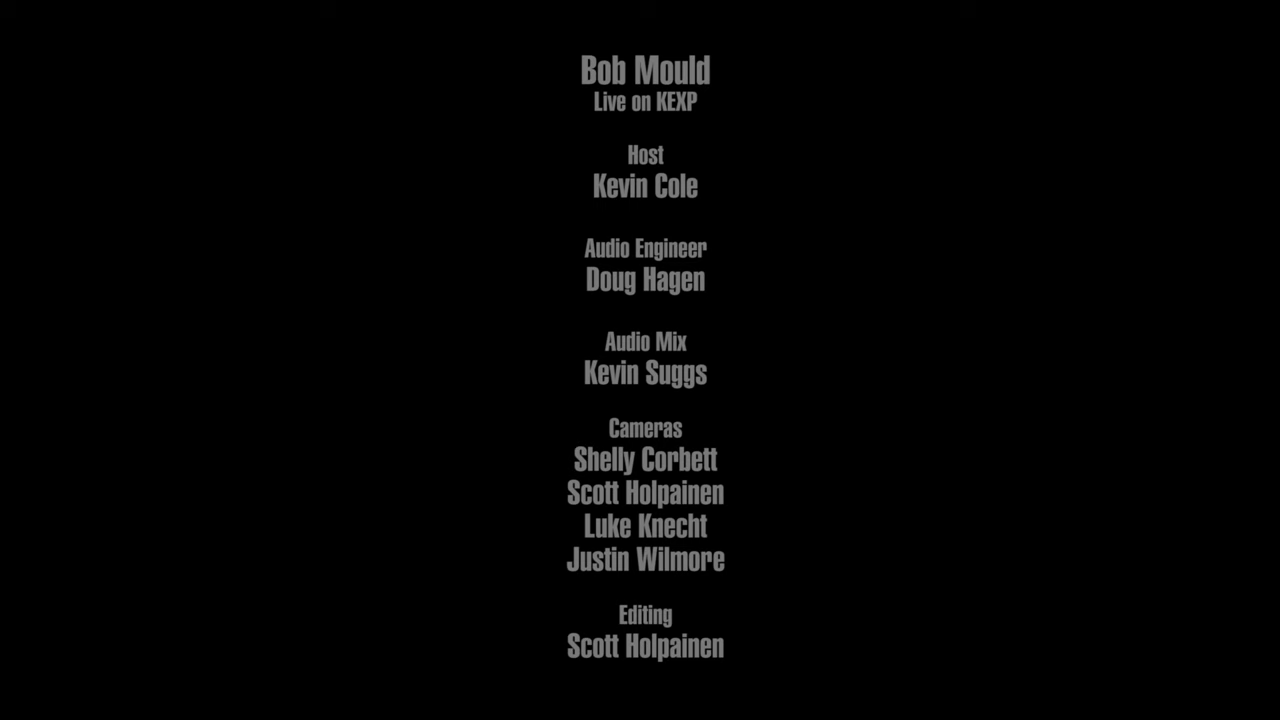 Bob Mould
Live on KEXP
Host
Kevin Cole
Audio Engineer
Doug Hagen
Audio Mix
Kevin Suggs
Cameras
Shelly Corbett
Scott Holpainen
Luke Knecht
Justin Wilmore
Editing
Scott Holpainen